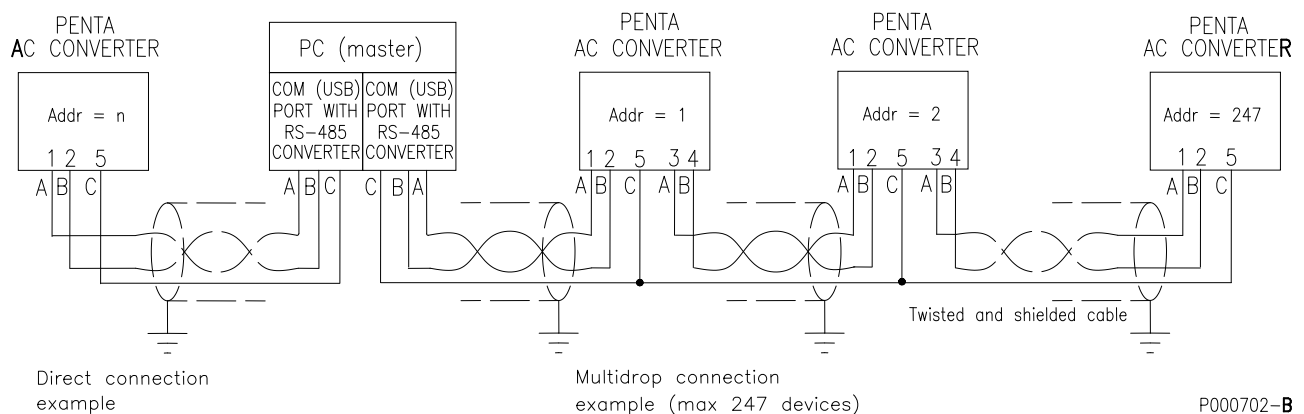 PENTA
AC CONVERTER
Addr = n
1 2 5
A B C
PC (master)
COM (USB)
PORT WITH
RS-485
CONVERTER
COM (USB)
PORT WITH
RS-485
CONVERTER
A B C
C B A
PENTA
AC CONVERTER
Addr = 1
1 2 5 3 4
A B C A B
PENTA
AC CONVERTER
Addr = 2
1 2 5 3 4
A B C A B
PENTA
AC CONVERTER
Addr = 247
1 2 5
A B C
Twisted and shielded cable
Direct connection
example
Multidrop connection
example (max 247 devices)
P000702-B